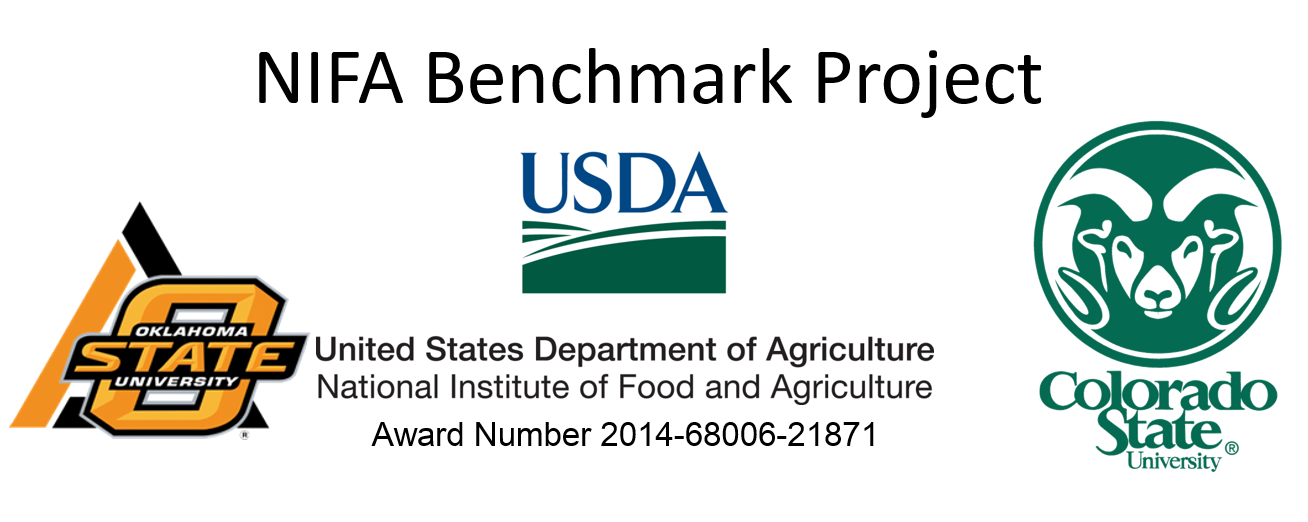 NIFA Benchmark Project
USDA
OKLAHOMA
STATE
UNIVERSITY
®
United States Department of Agriculture
National Institute of Food and Agriculture
Award Number 2014-68006-21871
Colorado
State®
University